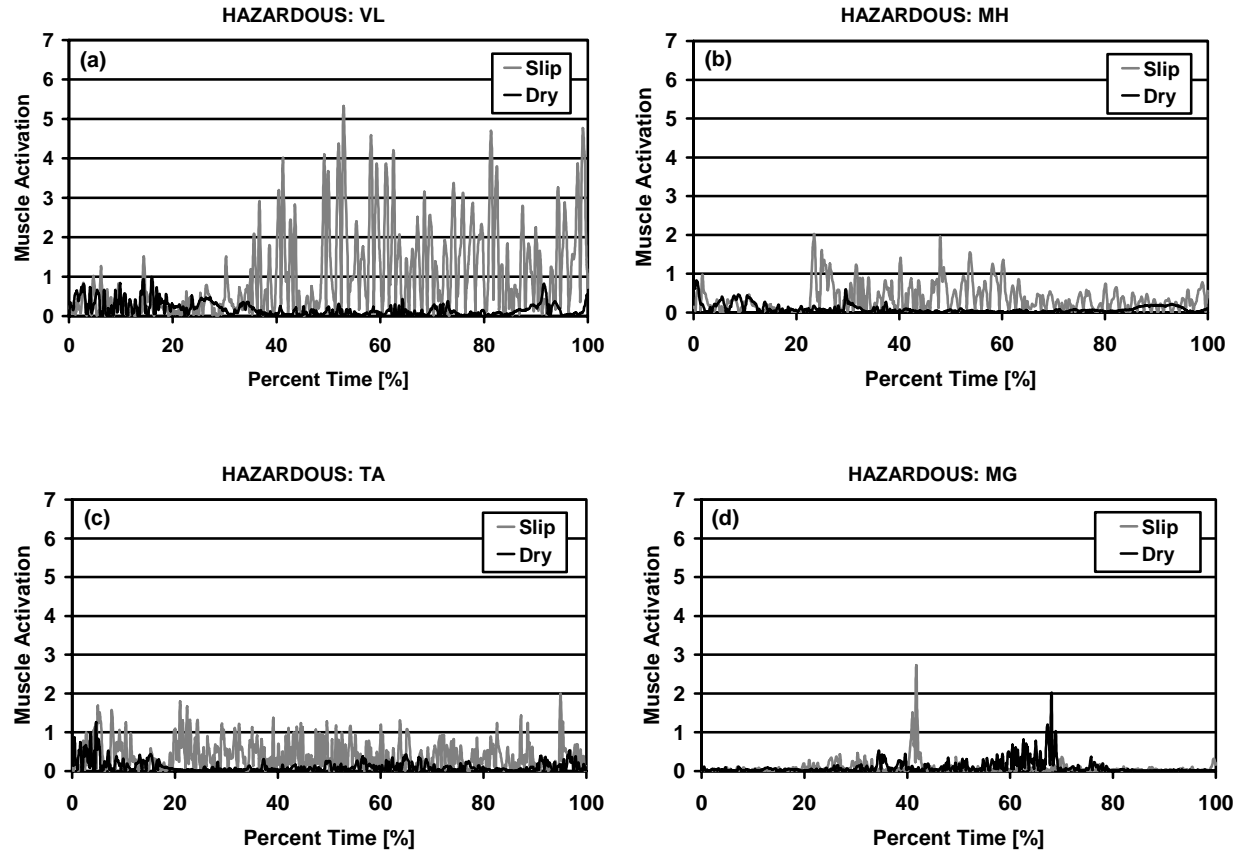 HAZARDOUS: VL
(a)
Slip
Dry
Muscle Activation
7
6
5
4
3
2
1
0
0 20 40 60 80 100
Percent Time [%]
HAZARDOUS: MH
(b)
Slip
Dry
Muscle Activation
7
6
5
4
3
2
1
0
0 20 40 60 80 100
Percent Time [%]
HAZARDOUS: TA
(c)
Slip
Dry
Muscle Activation
7
6
5
4
3
2
1
0
0 20 40 60 80 100
Percent Time [%]
HAZARDOUS: MG
(d)
Slip
Dry
Muscle Activation
7
6
5
4
3
2
1
0
0 20 40 60 80 100
Percent Time [%]